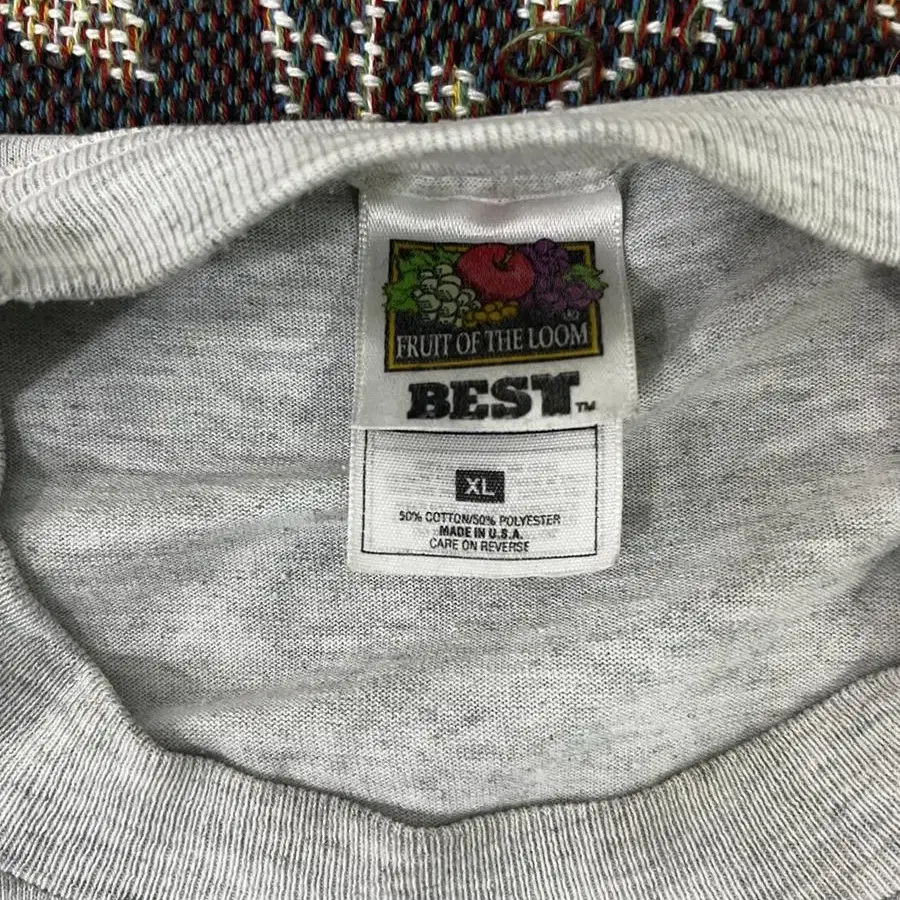 FRUIT OF THE LOOM
®
BEST™
XL
50% COTTON/50% POLYESTER
MADE IN U.S.A.
CARE ON REVERSE